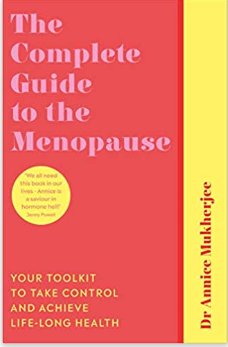 The
Complete
Guide
to the
Menopause
'We all need
this book in our
lives - Annice is
a saviour in
hormone hell!'
Jenny Powell
YOUR TOOLKIT
TO TAKE CONTROL
AND ACHIEVE
LIFE-LONG HEALTH
Dr Annice Mukherjee